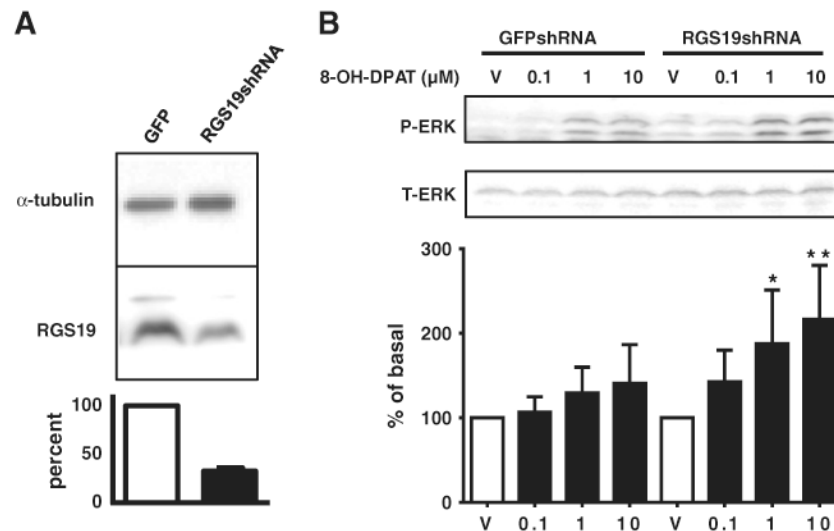 A
GFP
RGS19shRNA
α-tubulin
RGS19
percent
100
50
0
B
GFPshRNA RGS19shRNA
8-OH-DPAT (µM) V 0.1 1 10 V 0.1 1 10
P-ERK
T-ERK
% of basal
300
200
100
0
* **
V 0.1 1 10 V 0.1 1 10